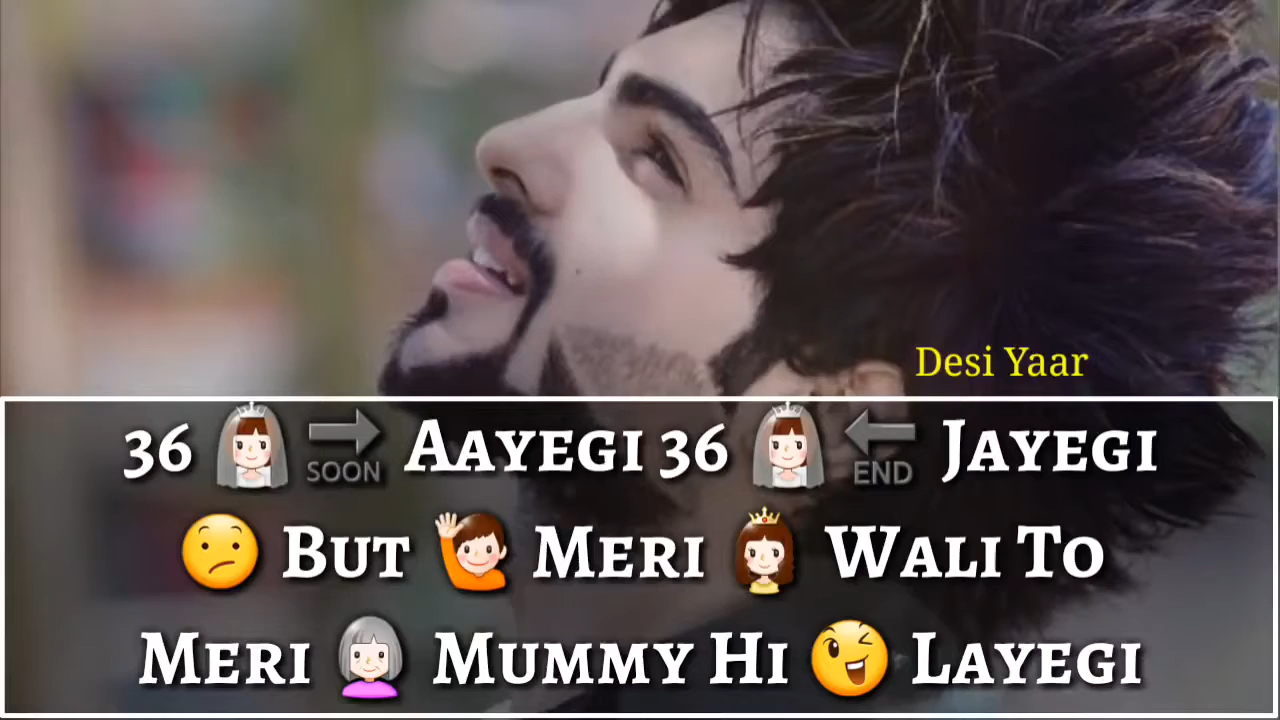 Desi Yaar
36 👰 SOON Aayegi 36 👰 END Jayegi
😕 But 🙋 Meri 👸 Wali To
Meri 👵 Mummy Hi 😉 Layegi